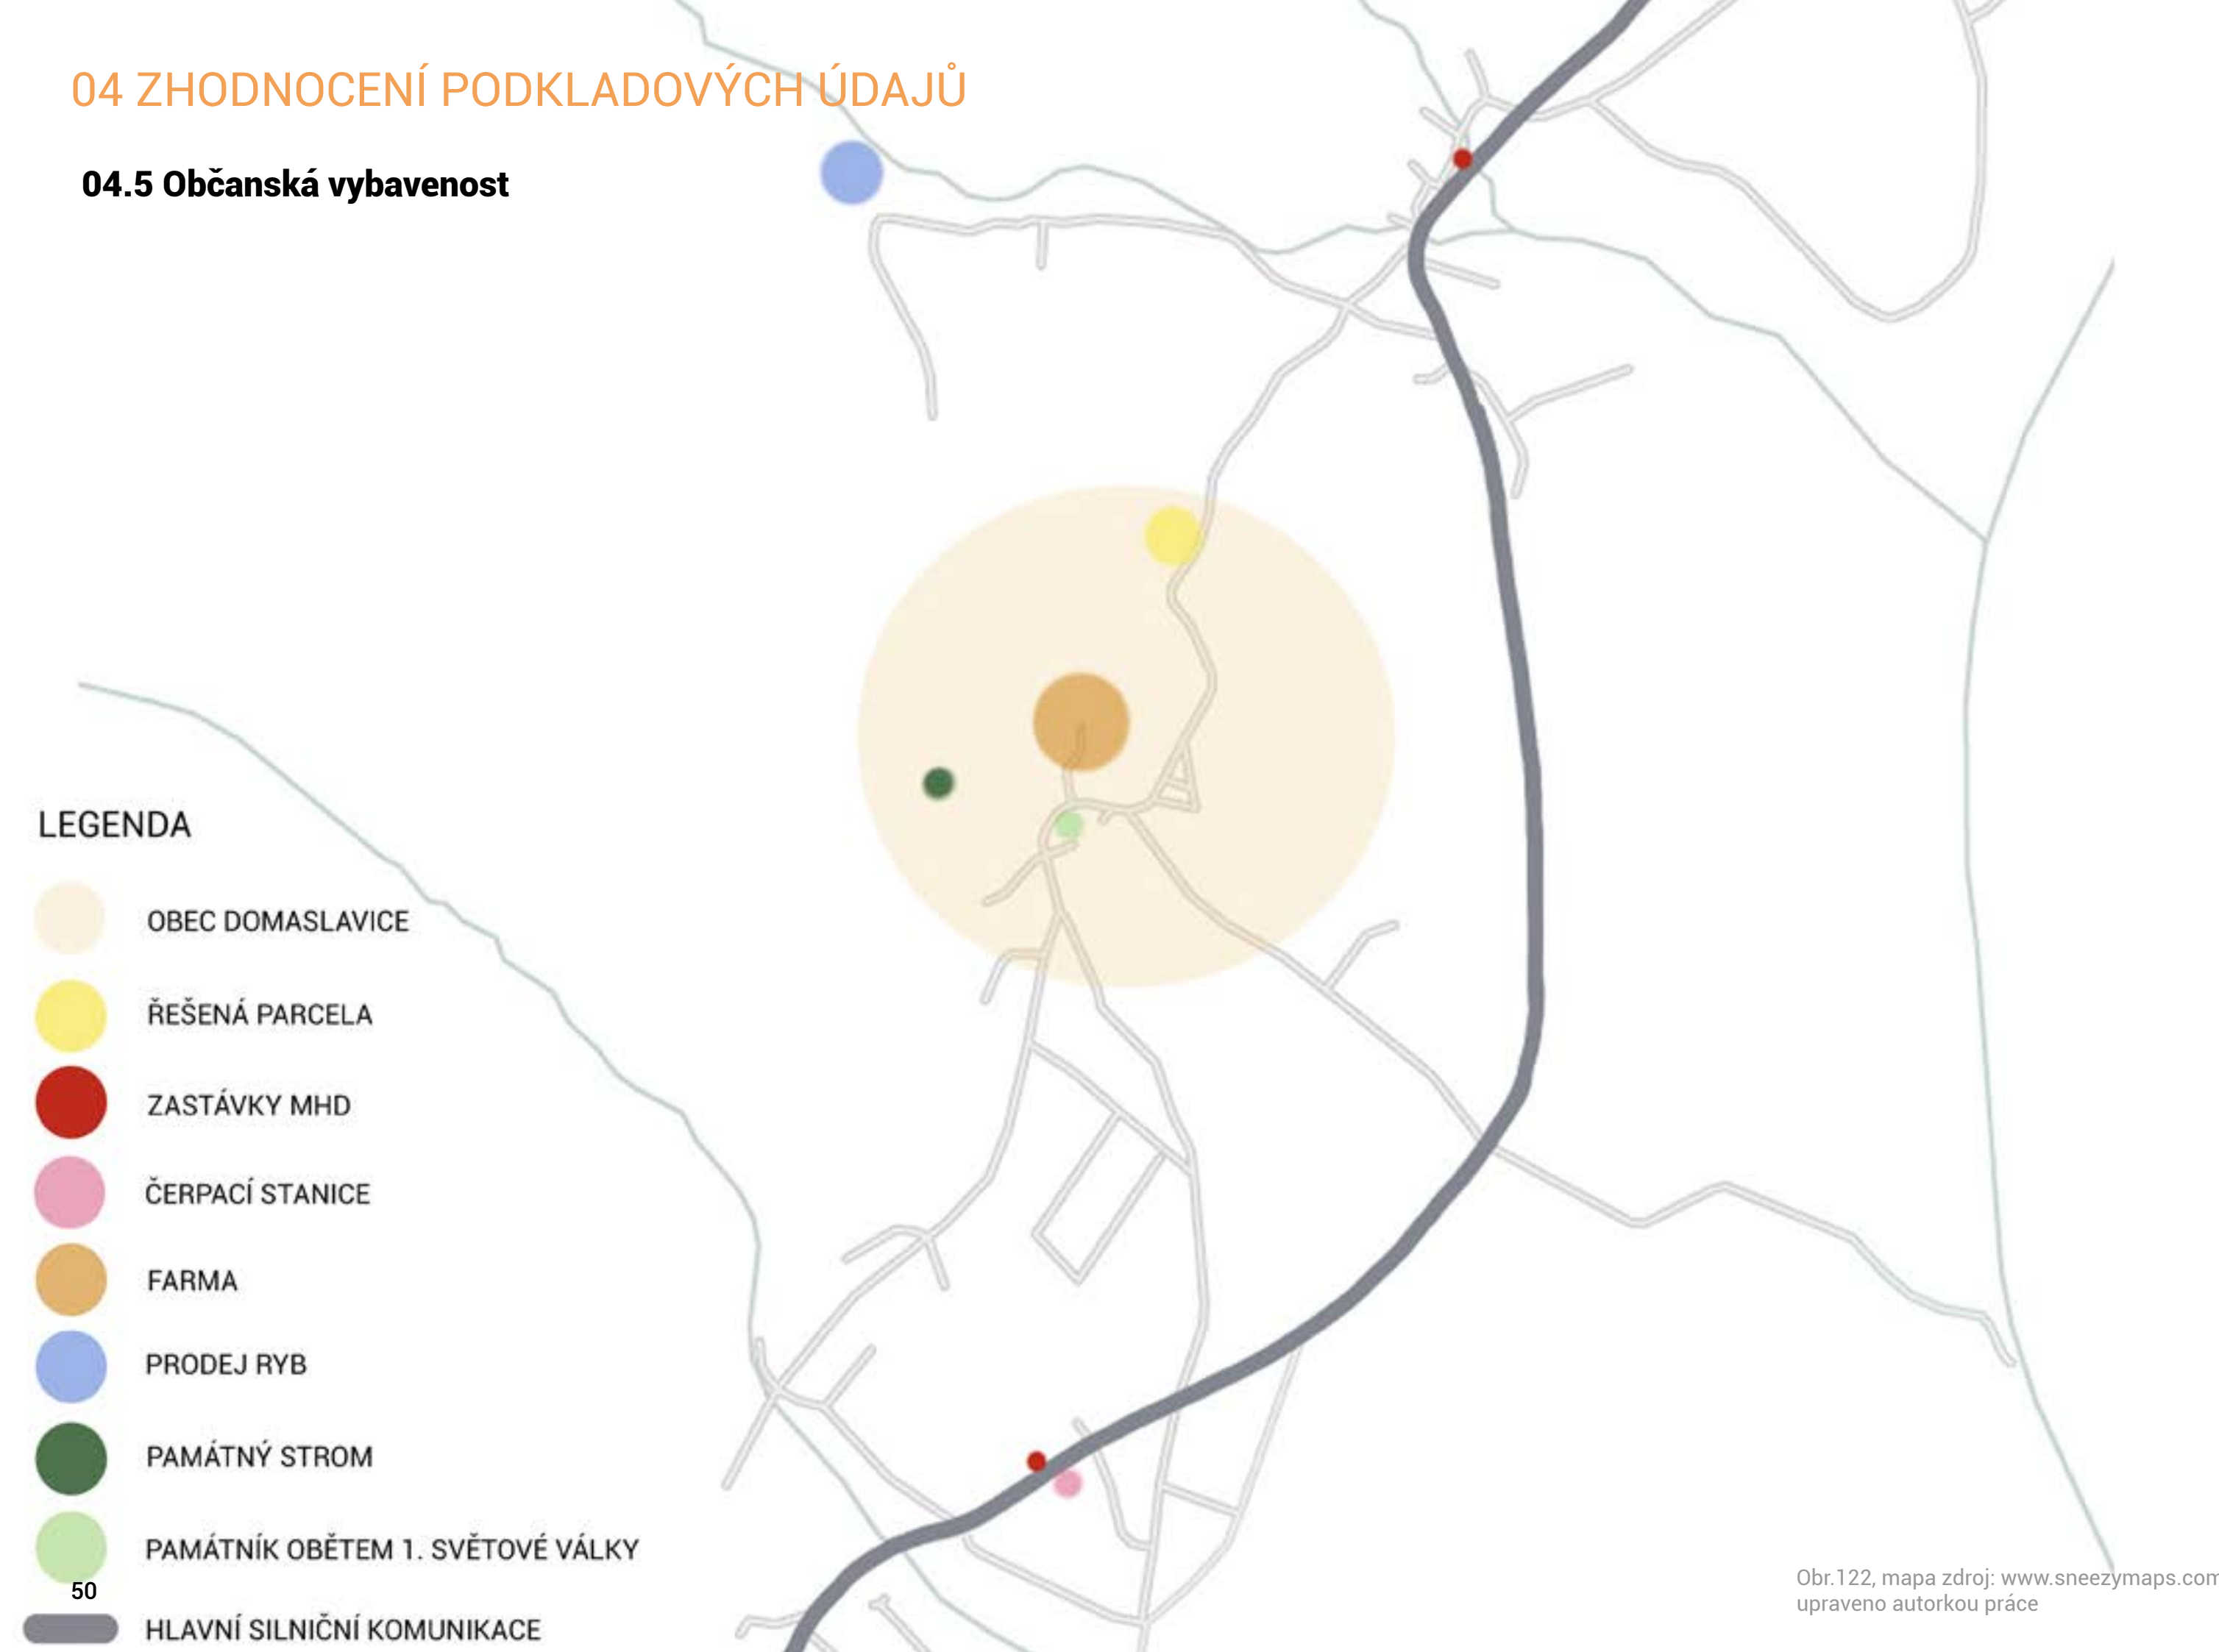 04 ZHODNOCENÍ PODKLADOVÝCH ÚDAJŮ
04.5 Občanská vybavenost
LEGENDA
OBEC DOMASLAVICE
ŘEŠENÁ PARCELA
ZASTÁVKY MHD
ČERPACÍ STANICE
FARMA
PRODEJ RYB
PAMÁTNÝ STROM
PAMÁTNÍK OBĚTEM 1. SVĚTOVÉ VÁLKY
50
HLAVNÍ SILNIČNÍ KOMUNIKACE
Obr.122, mapa zdroj: www.sneezymaps.com
upraveno autorkou práce